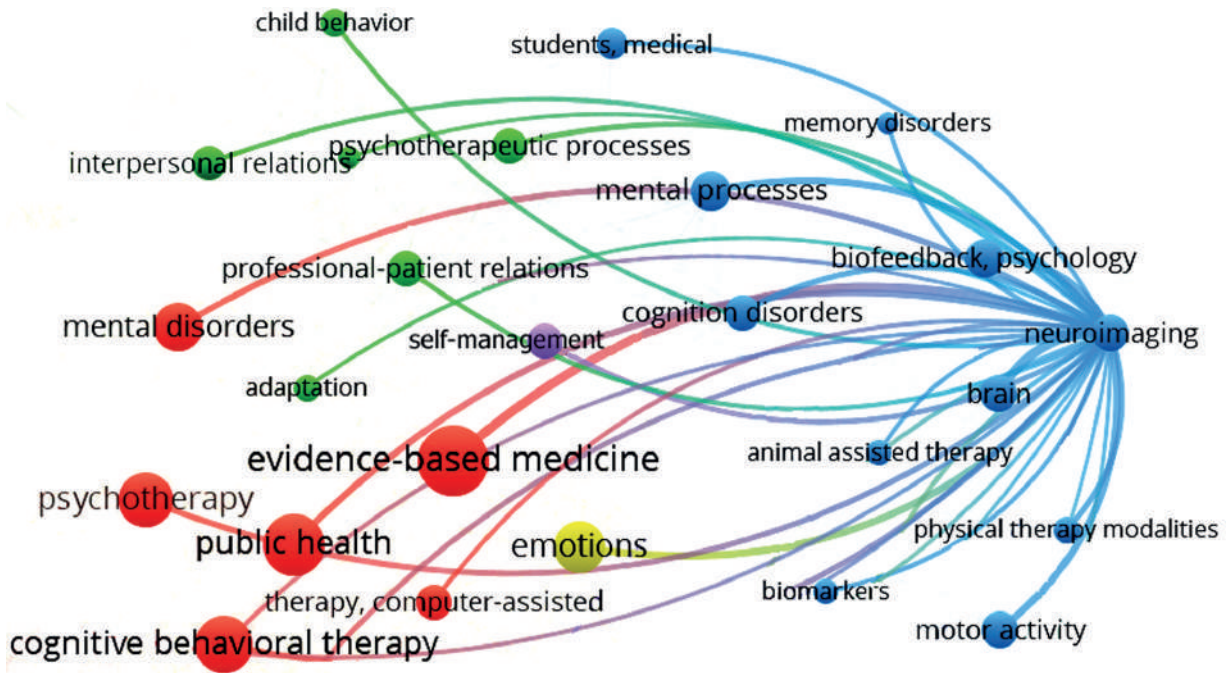 child behavior
students, medical
memory disorders
psychotherapeutic processes
interpersonal relations
mental processes
biofeedback, psychology
professional-patient relations
cognition disorders
mental disorders
self-management
neuroimaging
adaptation
brain
evidence-based medicine
animal assisted therapy
psychotherapy
public health
emotions
physical therapy modalities
biomarkers
therapy, computer-assisted
cognitive behavioral therapy
motor activity